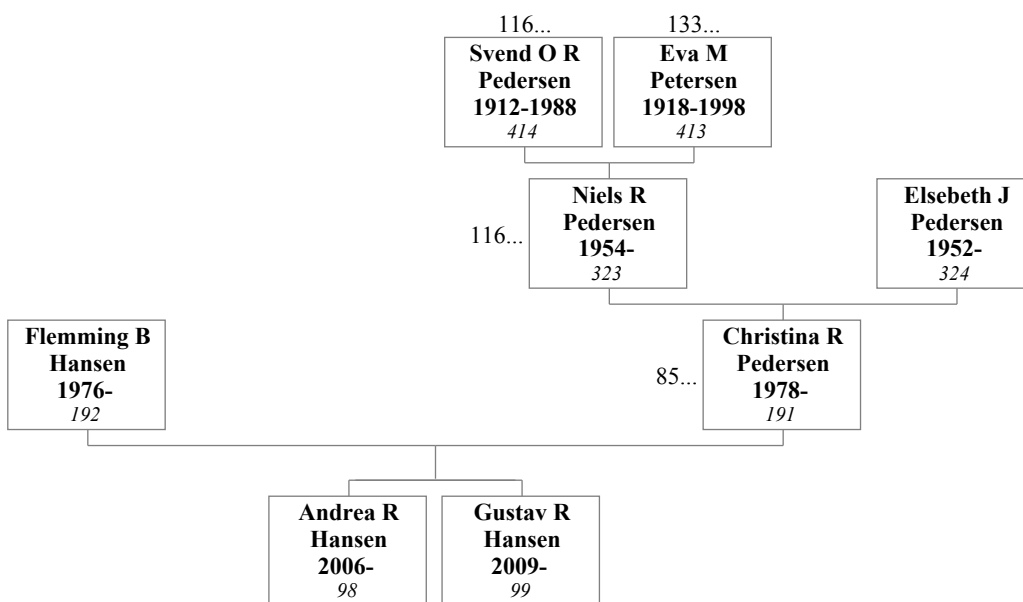 116...
Svend O R
Pedersen
1912-1988
414
133...
Eva M
Petersen
1918-1998
413
116...
Niels R
Pedersen
1954-
323
Elsebeth J
Pedersen
1952-
324
Flemming B
Hansen
1976-
192
85...
Christina R
Pedersen
1978-
191
Andrea R
Hansen
2006-
98
Gustav R
Hansen
2009-
99